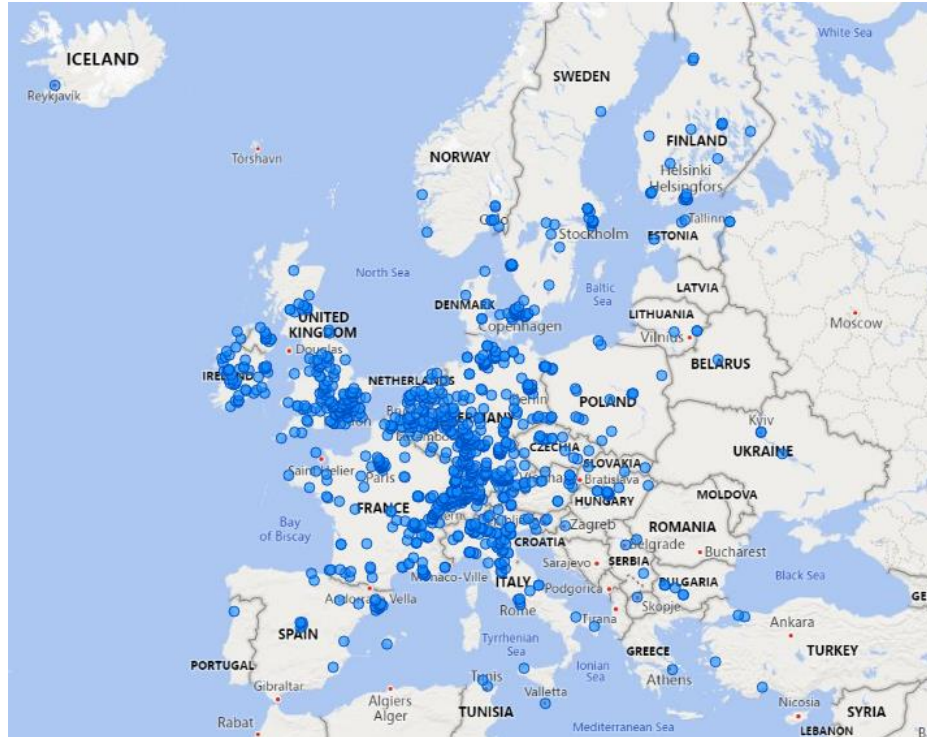 White Sea
ICELAND
Reykjavik
SWEDEN
Tórshavn
NORWAY
FINLAND
Helsinki
Helsingfors
Oslo
Tallinn
Stockholm
ESTONIA
North Sea
Baltic
Sea
LATVIA
DENMARK
LITHUANIA
UNITED
KINGDOM
Copenhagen
Moscow
Vilnius
Douglas
BELARUS
IRELAND
NETHERLANDS
Berlin
POLAND
GERMANY
Kyiv
CZECHIA
UKRAINE
Saint Helier
Paris
SLOVAKIA
Bratislava
HUNGARY
MOLDOVA
FRANCE
Bay
of Biscay
Zagreb
ROMANIA
CROATIA
Belgrade
Bucharest
Monaco-Ville
ITALY
Sarajevo
SERBIA
Black Sea
Andorra la Vella
Podgorica
BULGARIA
Rome
Skopje
Tirana
Ankara
SPAIN
Tyrrhenian
Sea
Ionian
Sea
GREECE
TURKEY
PORTUGAL
Athens
Gibraltar
Tunis
Algiers
Alger
Valletta
Nicosia
SYRIA
Rabat
TUNISIA
Mediterranean Sea
LEBANON